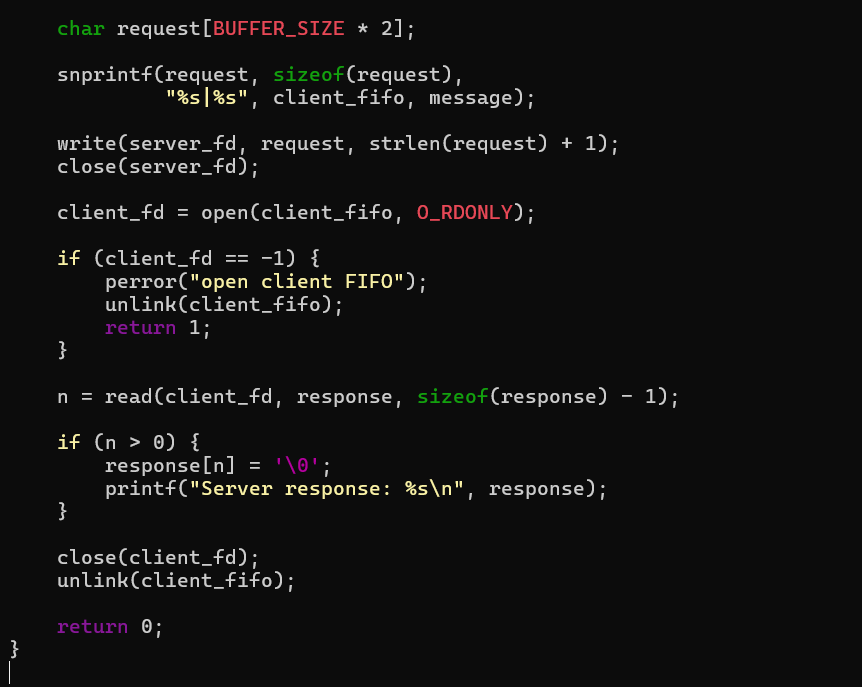 char request[BUFFER_SIZE * 2];

    snprintf(request, sizeof(request),
             "%s|%s", client_fifo, message);

    write(server_fd, request, strlen(request) + 1);
    close(server_fd);

    client_fd = open(client_fifo, O_RDONLY);

    if (client_fd == -1) {
        perror("open client FIFO");
        unlink(client_fifo);
        return 1;
    }

    n = read(client_fd, response, sizeof(response) - 1);

    if (n > 0) {
        response[n] = '\0';
        printf("Server response: %s\n", response);
    }

    close(client_fd);
    unlink(client_fifo);

    return 0;
}